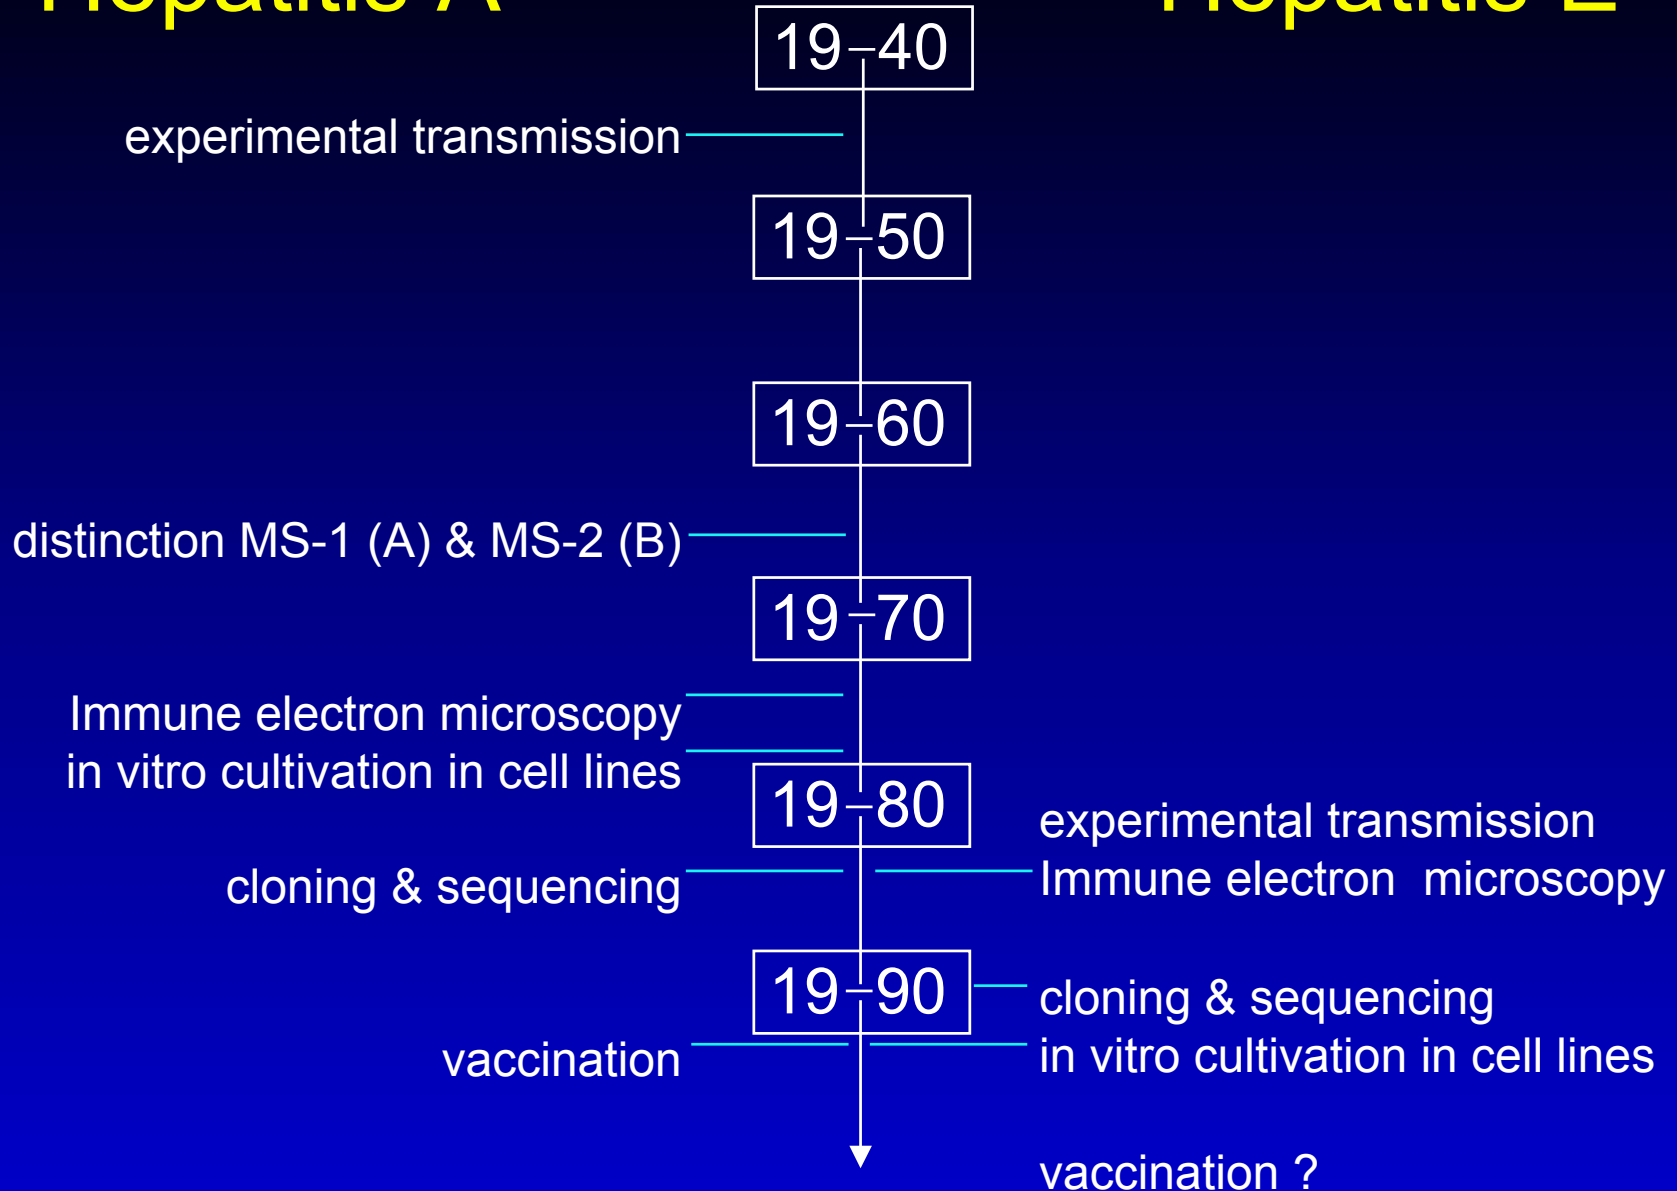 Hepatitis A
Hepatitis E
19 40
experimental transmission
19 50
19 60
distinction MS-1 (A) & MS-2 (B)
19 70
Immune electron microscopy
in vitro cultivation in cell lines
19 80
experimental transmission
Immune electron microscopy
cloning & sequencing
19 90
cloning & sequencing
in vitro cultivation in cell lines
vaccination
vaccination ?